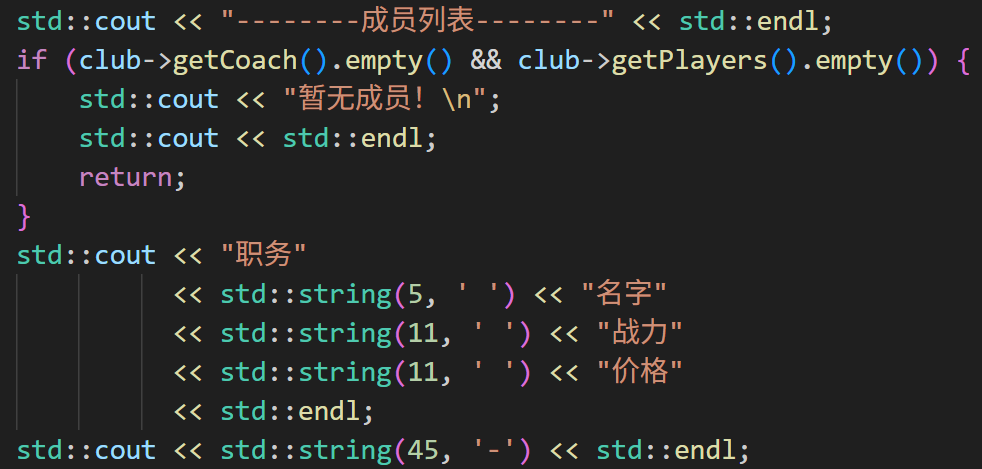 std::cout << "--------成员列表--------" << std::endl;
if (club->getCoach().empty() && club->getPlayers().empty()) {
    std::cout << "暂无成员！\n";
    std::cout << std::endl;
    return;
}
std::cout << "职务"
          << std::string(5, ' ') << "名字"
          << std::string(11, ' ') << "战力"
          << std::string(11, ' ') << "价格"
          << std::endl;
std::cout << std::string(45, '-') << std::endl;